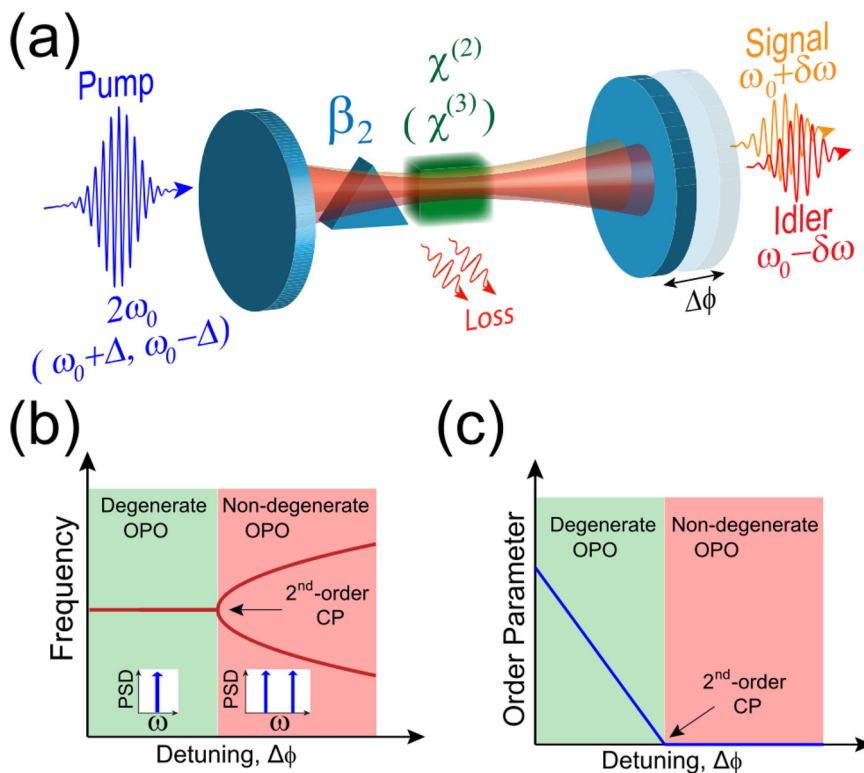 (a)
Pump
2ω₀
( ω₀+Δ, ω₀−Δ)
β₂
χ⁽²⁾
( χ⁽³⁾ )
Loss
Δϕ
Signal
ω₀+δω
Idler
ω₀−δω
(b)
Frequency
Degenerate
OPO
Non-degenerate
OPO
2ⁿᵈ-order
CP
PSD
ω
PSD
ω
Detuning, Δϕ
(c)
Order Parameter
Degenerate
OPO
Non-degenerate
OPO
2ⁿᵈ-order
CP
Detuning, Δϕ